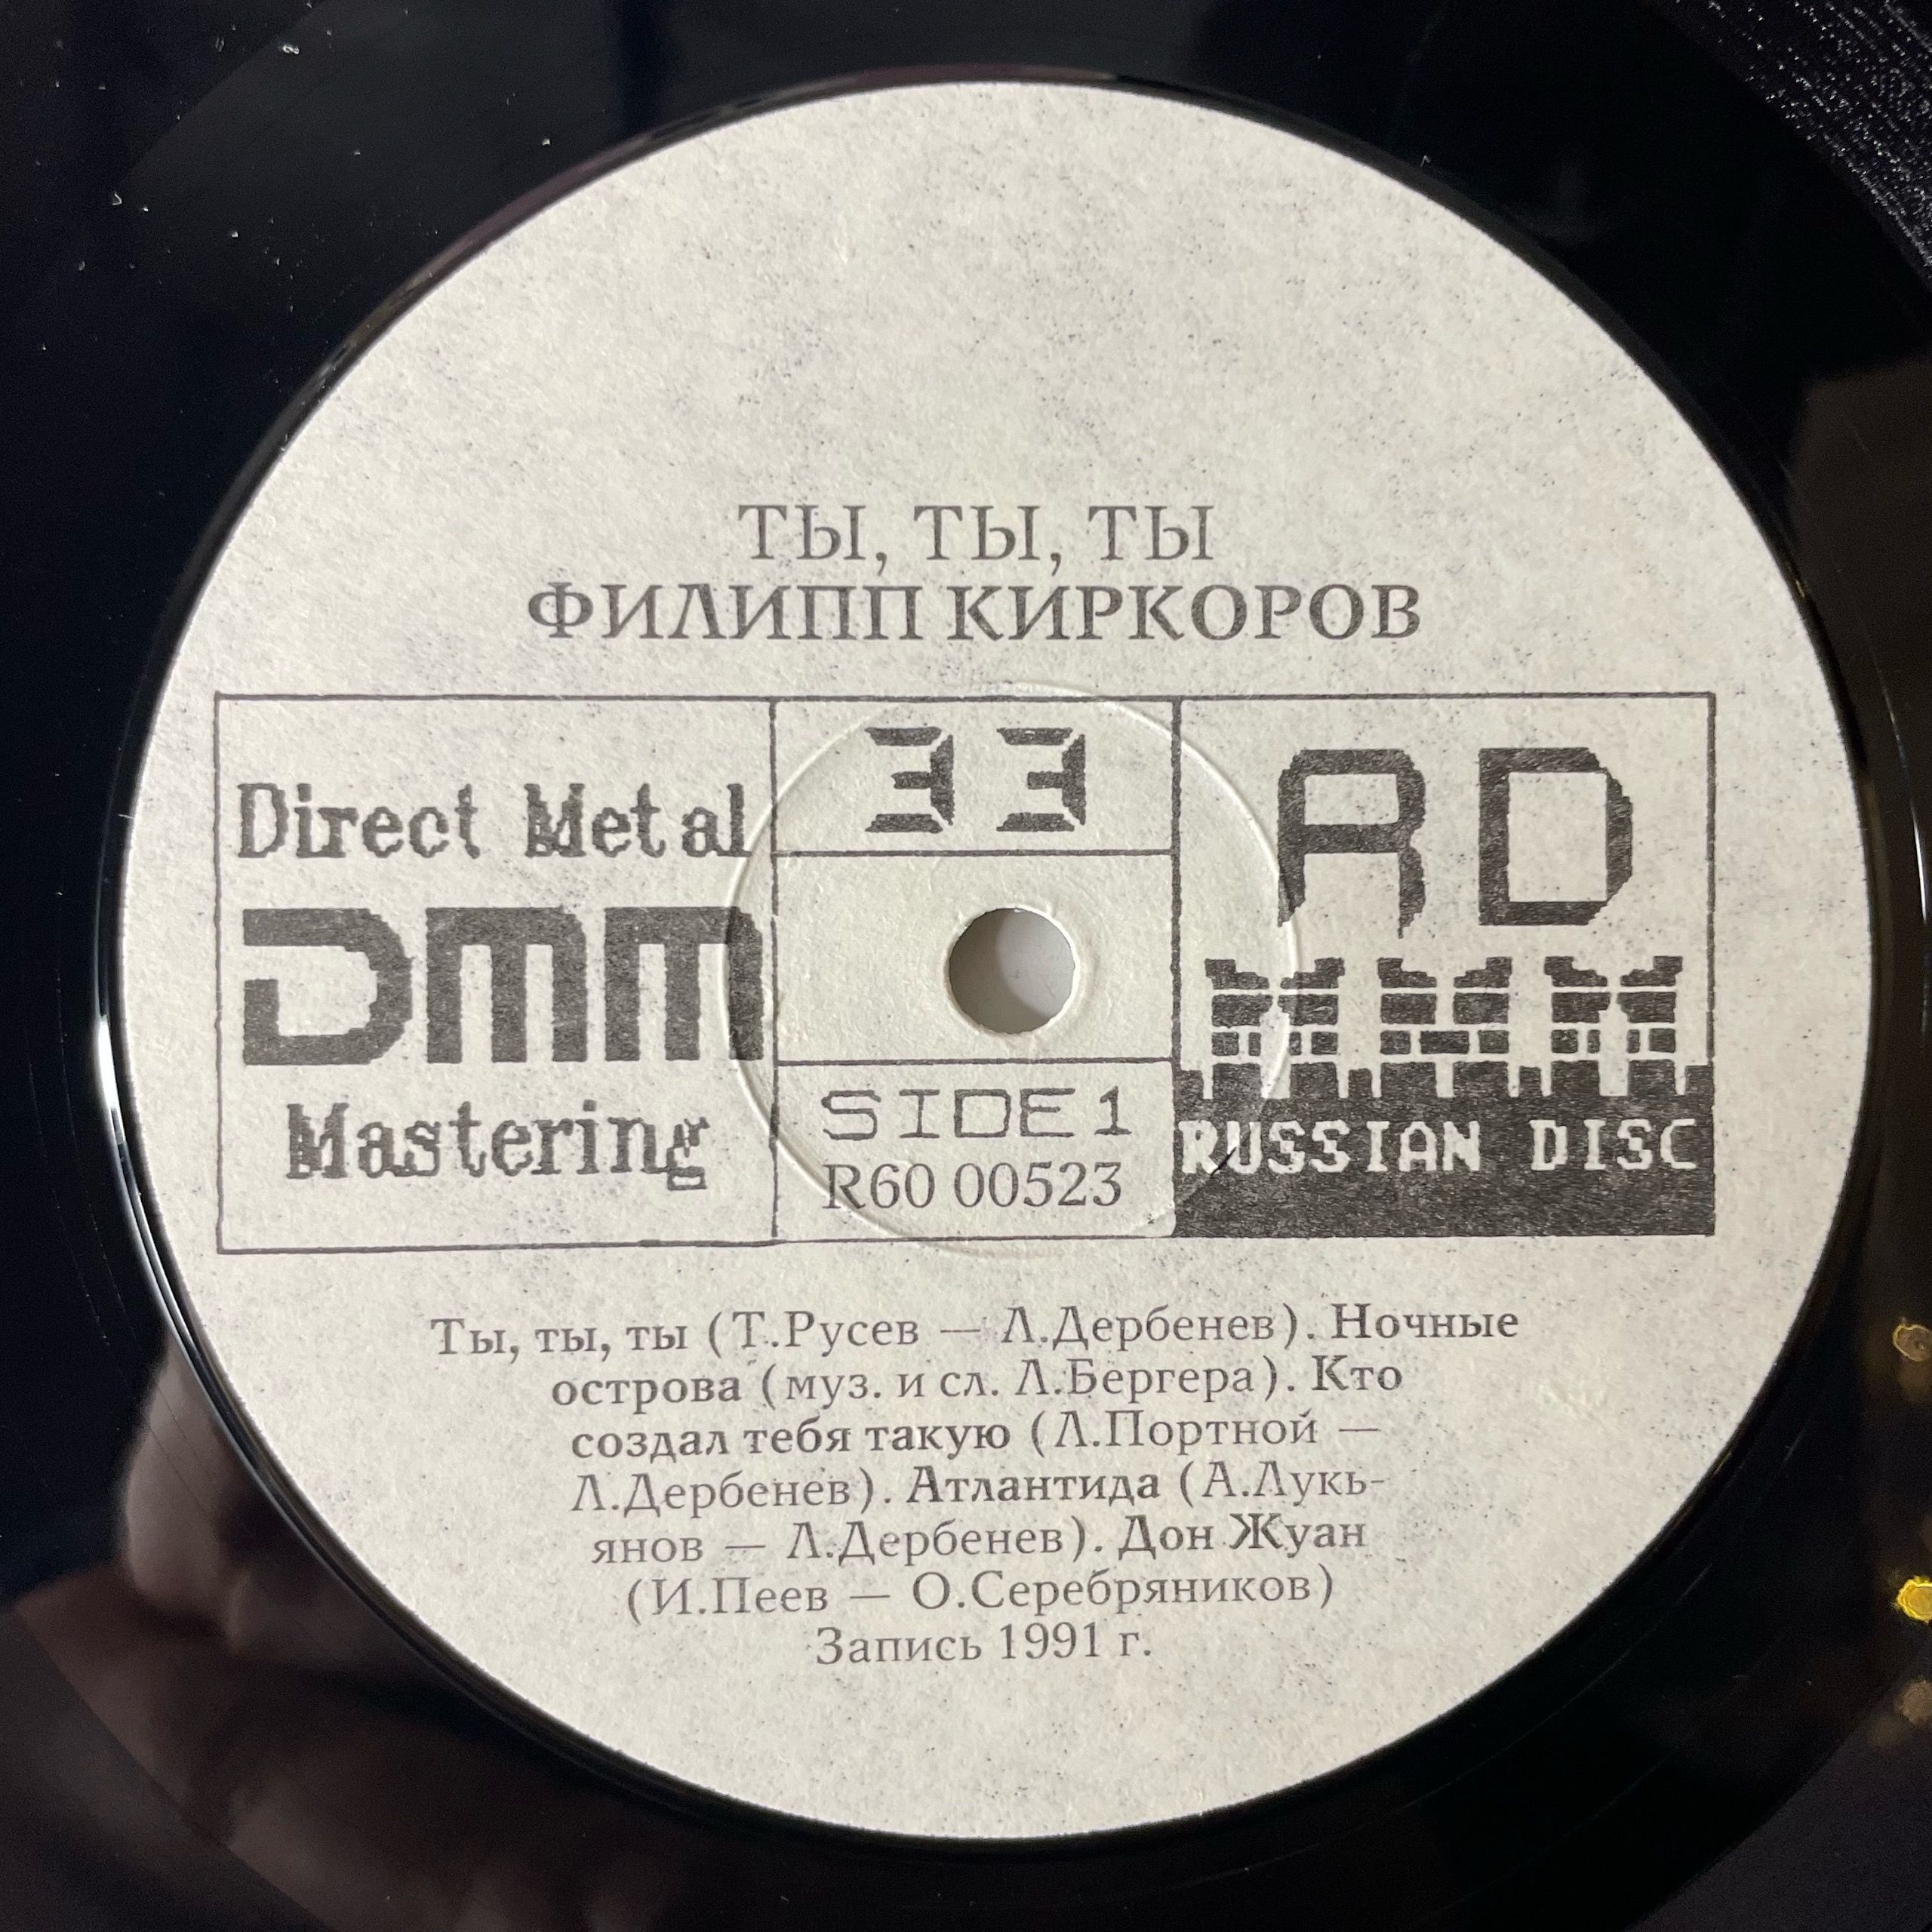 ТЫ, ТЫ, ТЫ
ФИЛИПП КИРКОРОВ
Direct Metal
DMM
Mastering
33
SIDE 1
R60 00523
RD
RUSSIAN DISC
Ты, ты, ты (Т.Русев — Л.Дербенев). Ночные
острова (муз. и сл. Л.Бергера). Кто
создал тебя такую (Л.Портной —
Л.Дербенев). Атлантида (А.Лукь-
янов — Л.Дербенев). Дон Жуан
(И.Пеев — О.Серебряников)
Запись 1991 г.